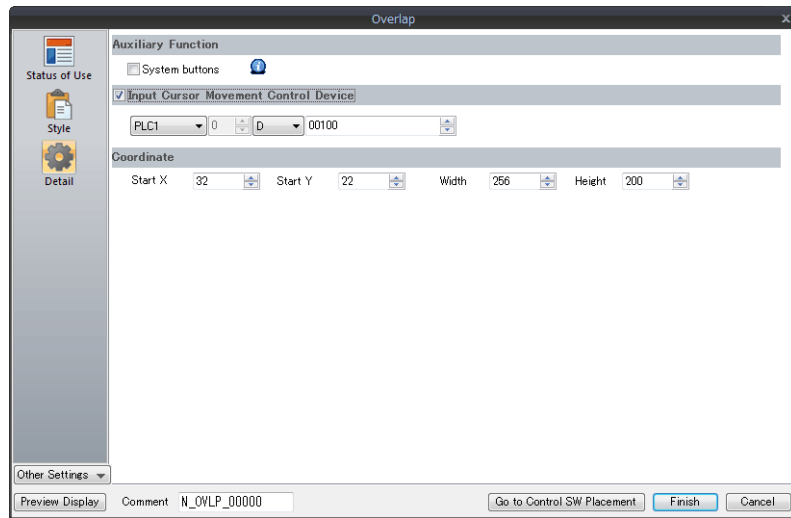 Overlap x
Status of Use
Style
Detail
Auxiliary Function
System buttons
Input Cursor Movement Control Device
PLC1 0 D 00100
Coordinate
Start X 32 Start Y 22 Width 256 Height 200
Other Settings
Preview Display Comment N_OVLP_00000 Go to Control SW Placement Finish Cancel